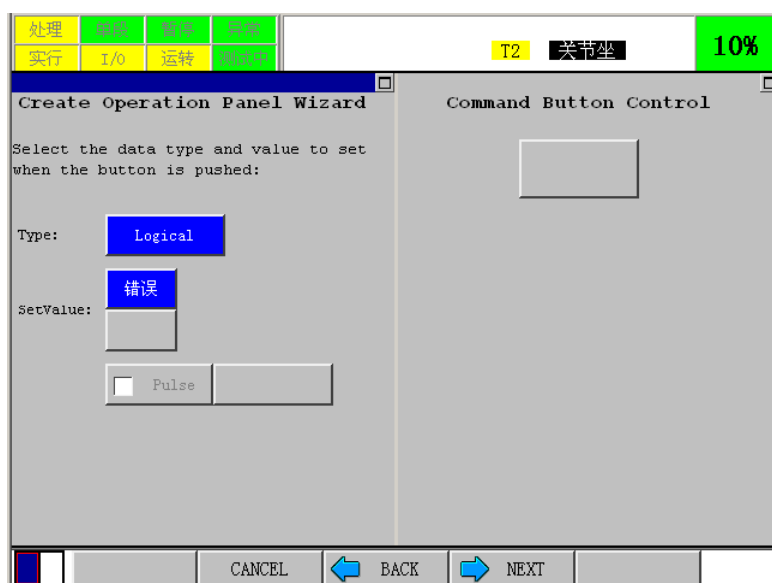 处理 单段 暂停 异常
实行 I/O 运转 测试中
T2 关节坐 10%
Create Operation Panel Wizard
Select the data type and value to set
when the button is pushed:
Type: Logical
错误
SetValue:
Pulse
Command Button Control
CANCEL BACK NEXT